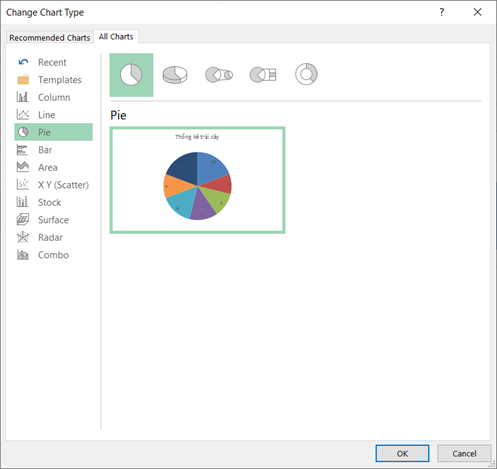 Change Chart Type
?
Recommended Charts
All Charts
Recent
Templates
Column
Line
Pie
Bar
Area
X Y (Scatter)
Stock
Surface
Radar
Combo
Pie
Thống kê trái cây
OK
Cancel